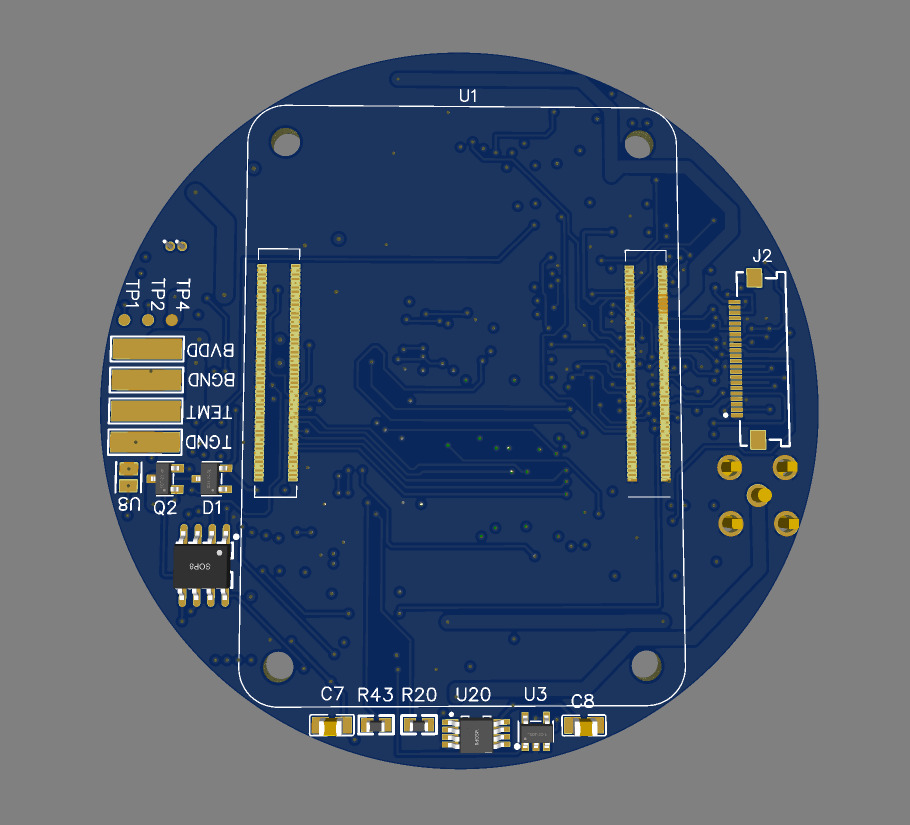 U1
J2
TP1
TP2
TP4
BVDD
BGND
TEMT
TGND
U8
Q2
D1
SOP8
C7
R43
R20
U20
U3
C8